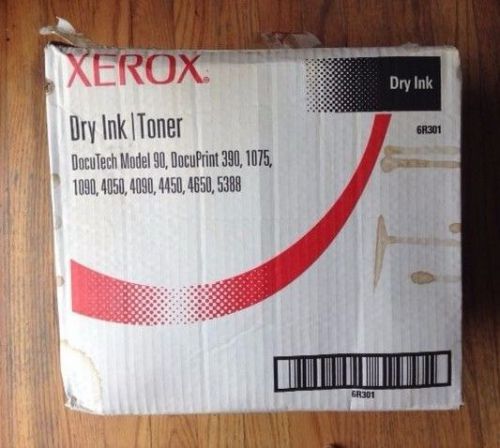 XEROX.
Dry Ink
6R301
Dry Ink | Toner
DocuTech Model 90, DocuPrint 390, 1075,
1090, 4050, 4090, 4450, 4650, 5388
6R301